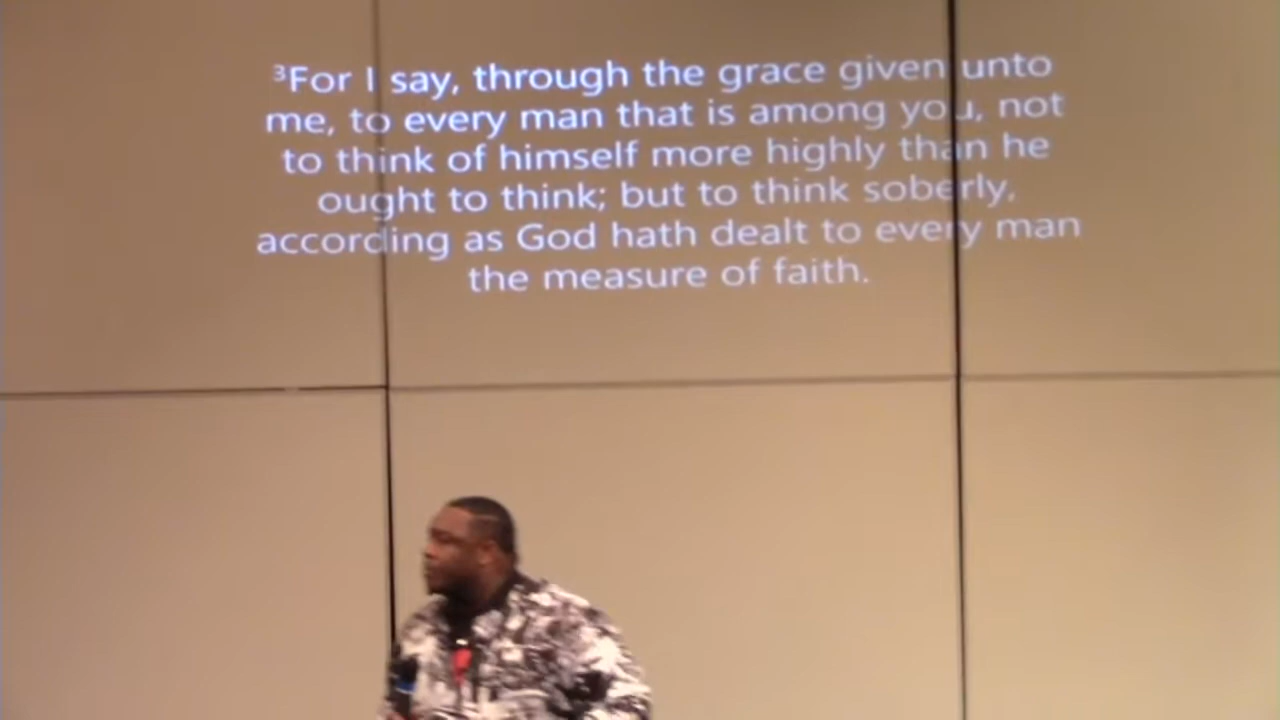 ³For I say, through the grace given unto
me, to every man that is among you, not
to think of himself more highly than he
ought to think; but to think soberly,
according as God hath dealt to every man
the measure of faith.